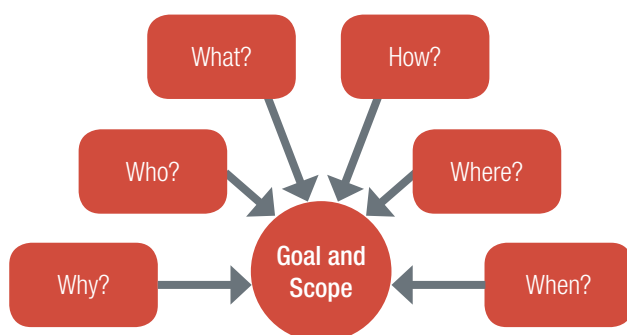 What?
How?
Who?
Where?
Goal and
Scope
Why?
When?